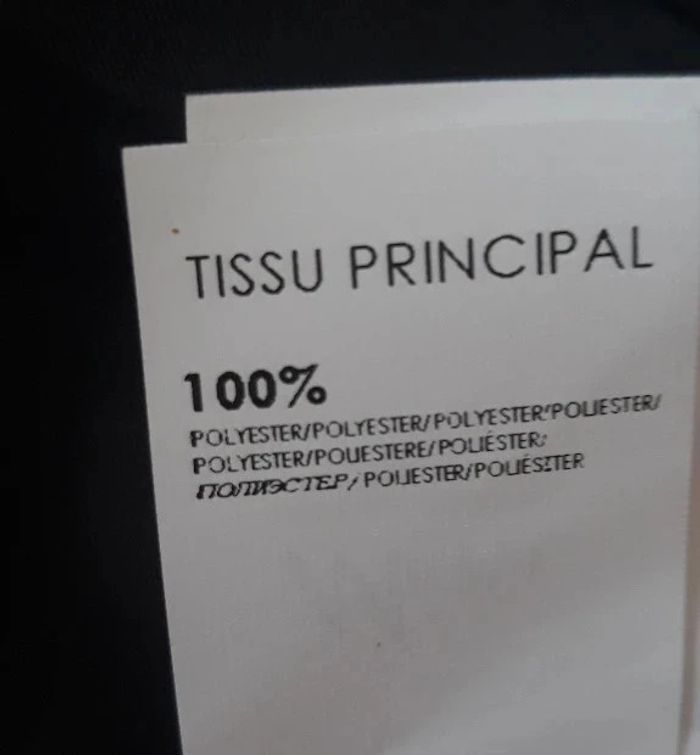 TISSU PRINCIPAL
100%
POLYESTER/POLYESTER/POLYESTER/POLIESTER/
POLYESTER/POLIESTERE/POLIÉSTER/
ПОЛИЭСТЕР/POLIESTER/POLIÉSZTER